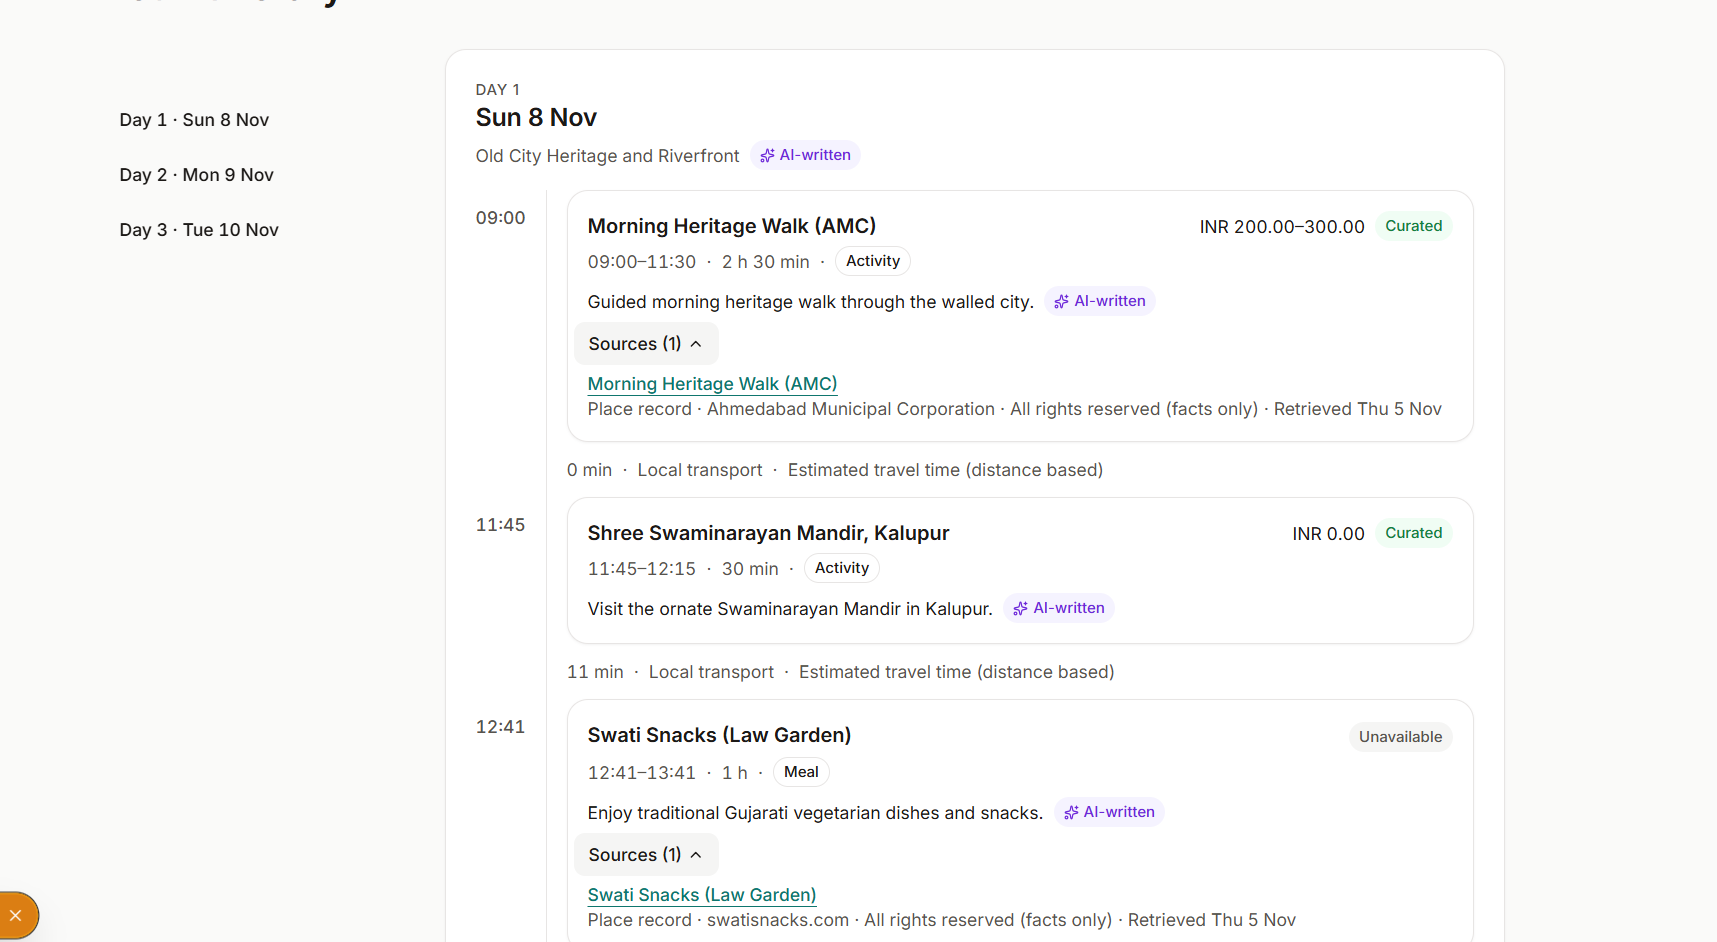 Day 1 · Sun 8 Nov
Day 2 · Mon 9 Nov
Day 3 · Tue 10 Nov
DAY 1
Sun 8 Nov
Old City Heritage and Riverfront AI-written
09:00
Morning Heritage Walk (AMC) INR 200.00–300.00 Curated
09:00–11:30 · 2 h 30 min · Activity
Guided morning heritage walk through the walled city. AI-written
Sources (1)
Morning Heritage Walk (AMC)
Place record · Ahmedabad Municipal Corporation · All rights reserved (facts only) · Retrieved Thu 5 Nov
0 min · Local transport · Estimated travel time (distance based)
11:45
Shree Swaminarayan Mandir, Kalupur INR 0.00 Curated
11:45–12:15 · 30 min · Activity
Visit the ornate Swaminarayan Mandir in Kalupur. AI-written
11 min · Local transport · Estimated travel time (distance based)
12:41
Swati Snacks (Law Garden) Unavailable
12:41–13:41 · 1 h · Meal
Enjoy traditional Gujarati vegetarian dishes and snacks. AI-written
Sources (1)
Swati Snacks (Law Garden)
Place record · swatisnacks.com · All rights reserved (facts only) · Retrieved Thu 5 Nov